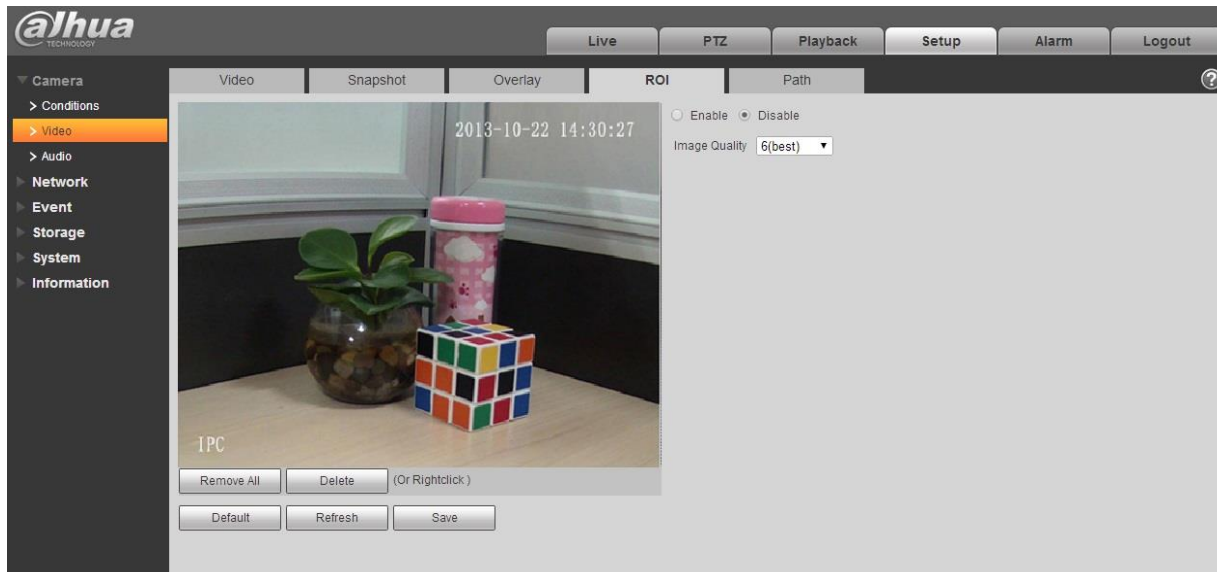 alhua
TECHNOLOGY
Live PTZ Playback Setup Alarm Logout
Camera
Conditions
Video
Audio
Network
Event
Storage
System
Information
Video Snapshot Overlay ROI Path ?
2013-10-22 14:30:27
IPC
Enable Disable
Image Quality 6(best)
Remove All Delete (Or Rightclick )
Default Refresh Save